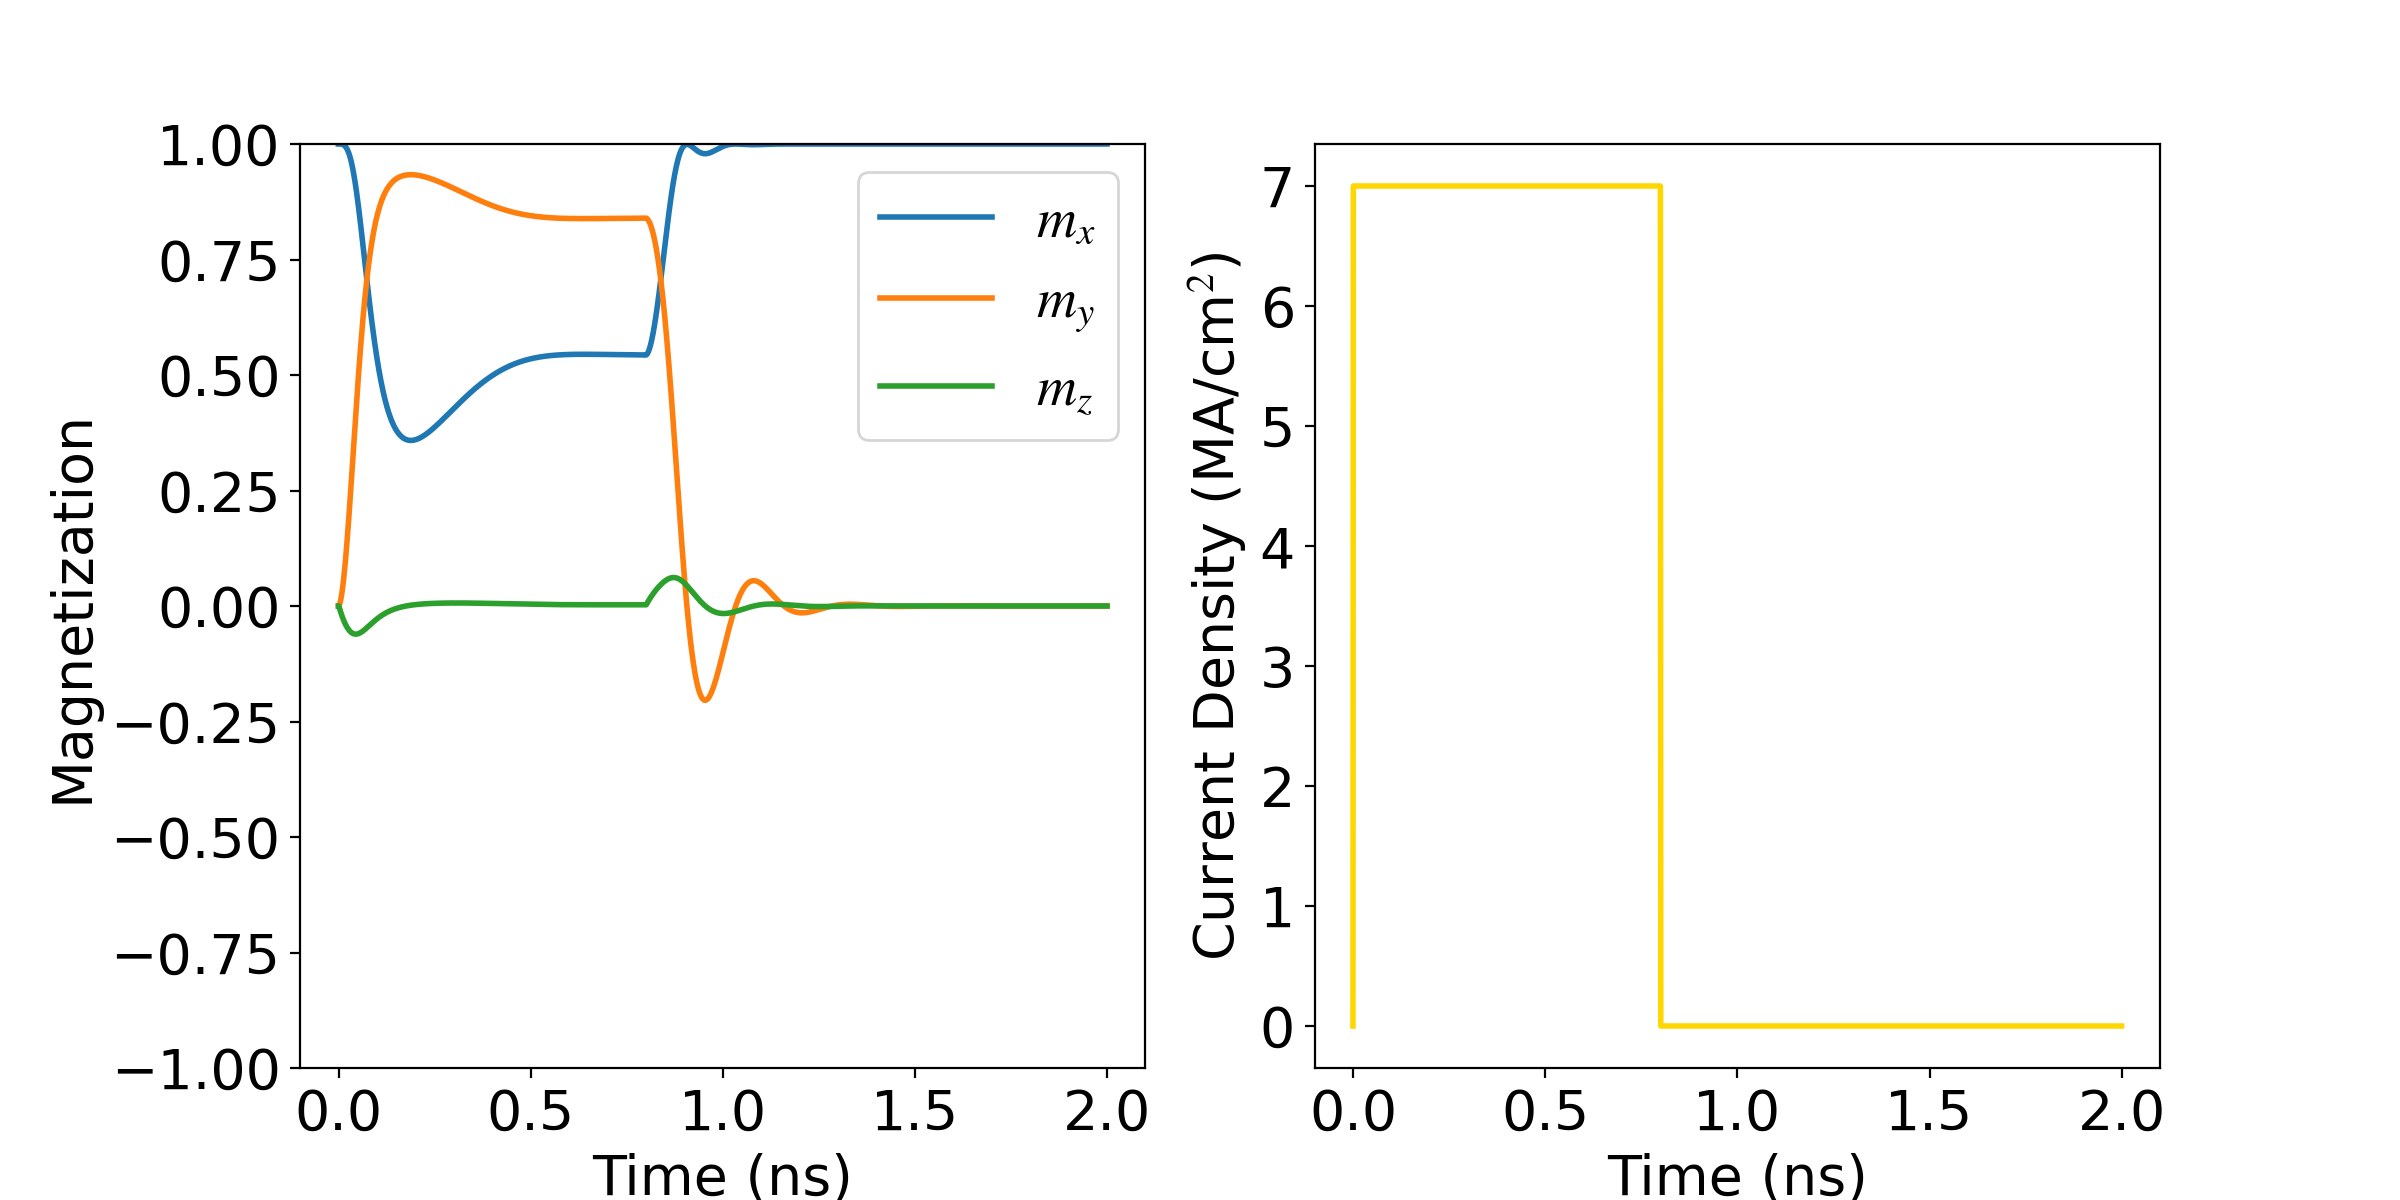 Magnetization
1.00
0.75
0.50
0.25
0.00
−0.25
−0.50
−0.75
−1.00
0.0 0.5 1.0 1.5 2.0
Time (ns)
m_x
m_y
m_z
Current Density (MA/cm²)
7
6
5
4
3
2
1
0
0.0 0.5 1.0 1.5 2.0
Time (ns)